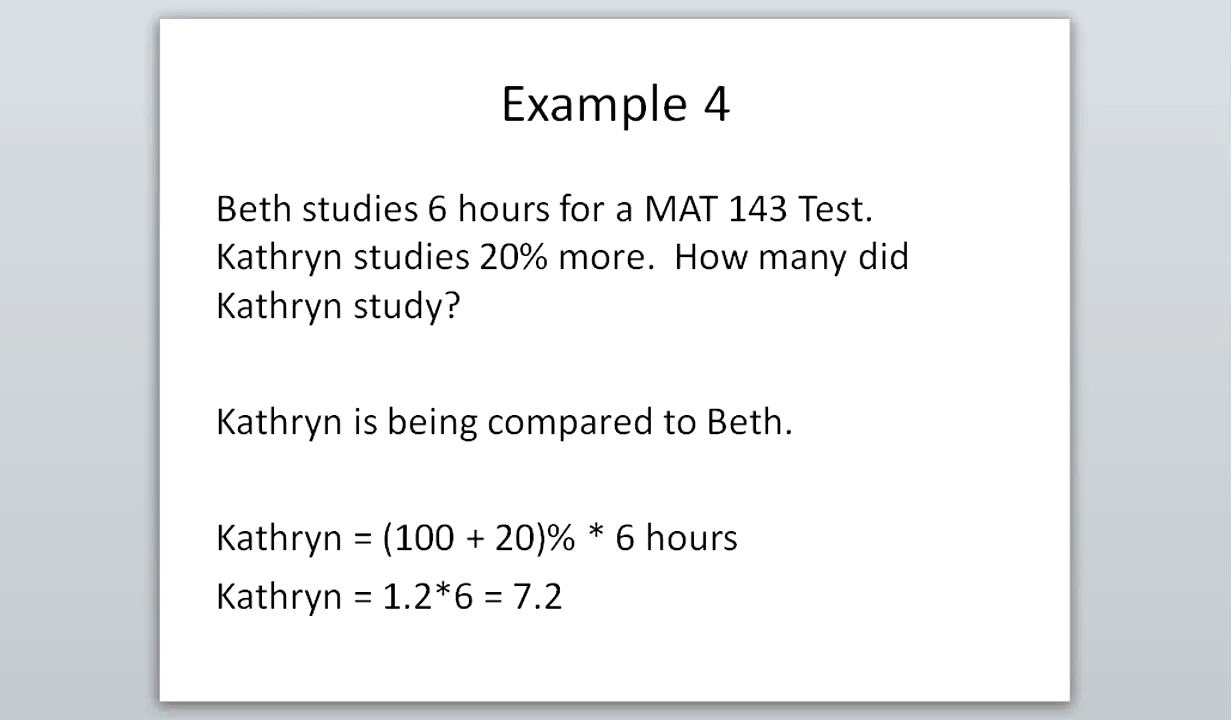 Example 4
Beth studies 6 hours for a MAT 143 Test.
Kathryn studies 20% more.  How many did
Kathryn study?
Kathryn is being compared to Beth.
Kathryn = (100 + 20)% * 6 hours
Kathryn = 1.2*6 = 7.2